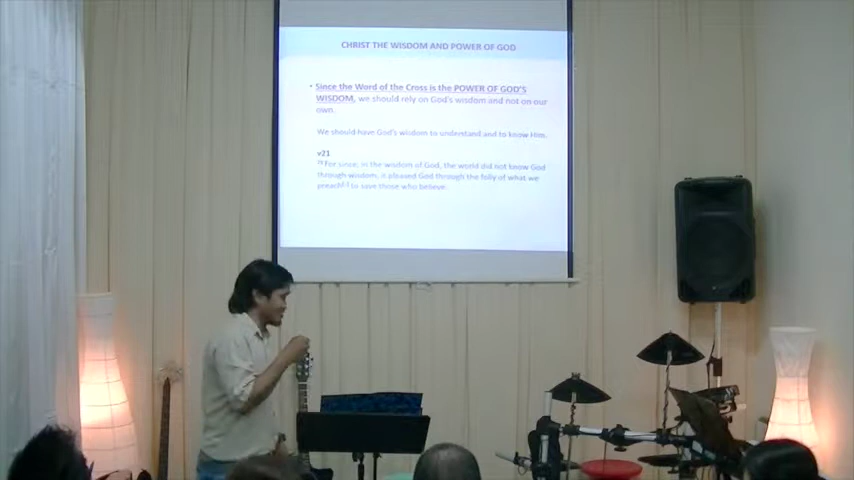 CHRIST THE WISDOM AND POWER OF GOD
• Since the Word of the Cross is the POWER OF GOD'S
WISDOM, we should rely on God's wisdom and not on our
own.
We should have God's wisdom to understand and to know Him.
v21
For since, in the wisdom of God, the world did not know God
through wisdom, it pleased God through the folly of what we
preach to save those who believe.